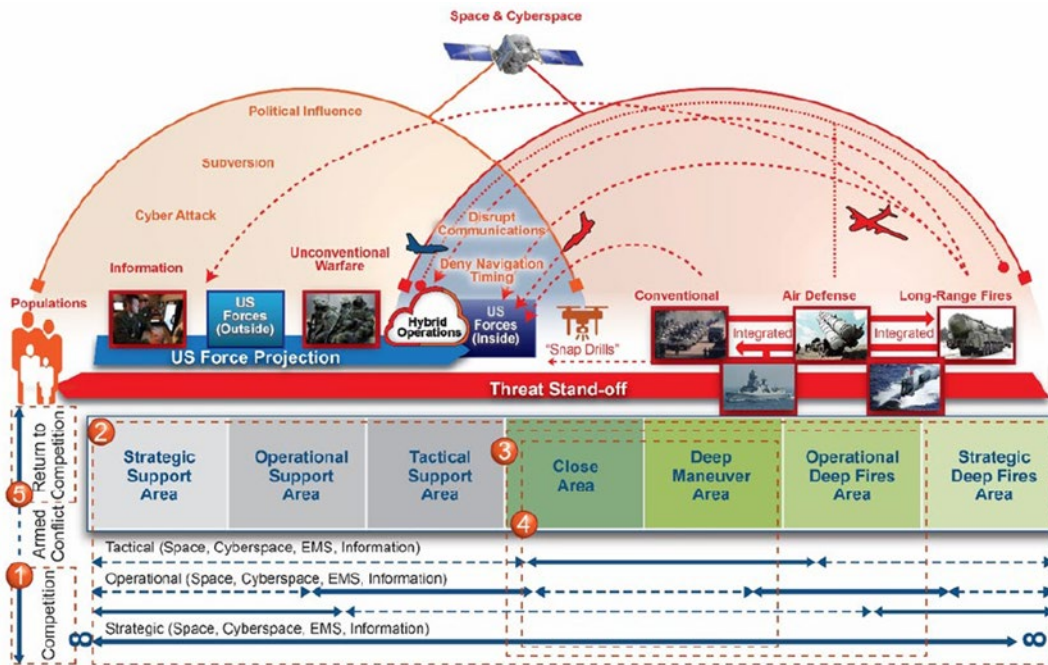 Space & Cyberspace
Political Influence
Subversion
Cyber Attack
Disrupt
Communications
Deny Navigation
Timing
Populations
Information
US
Forces
(Outside)
Unconventional
Warfare
Hybrid
Operations
US
Forces
(Inside)
"Snap Drills"
Conventional
Integrated
Air Defense
Integrated
Long-Range Fires
US Force Projection
Threat Stand-off
Return to
Competition
5
Armed
Conflict
1
Competition
2
Strategic
Support
Area
Operational
Support
Area
Tactical
Support
Area
3
Close
Area
4
Deep
Maneuver
Area
Operational
Deep Fires
Area
Strategic
Deep Fires
Area
Tactical (Space, Cyberspace, EMS, Information)
Operational (Space, Cyberspace, EMS, Information)
Strategic (Space, Cyberspace, EMS, Information)
∞
∞